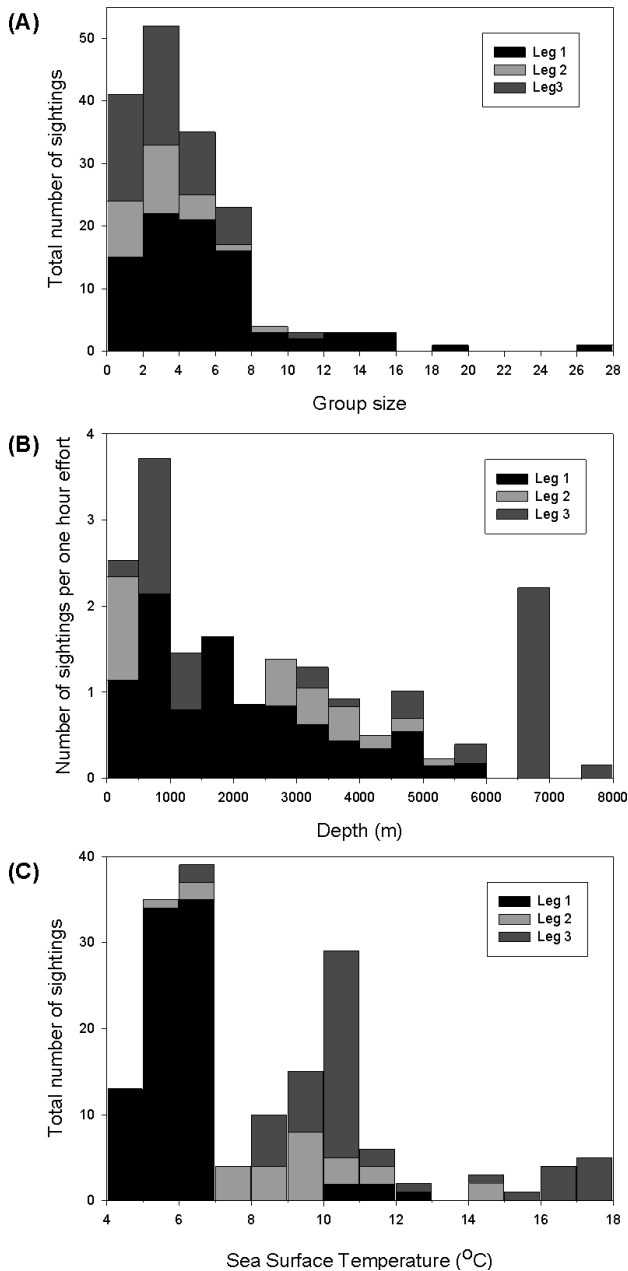 (A)
Total number of sightings
50
40
30
20
10
0
Leg 1
Leg 2
Leg3
0 2 4 6 8 10 12 14 16 18 20 22 24 26 28
Group size
(B)
Number of sightings per one hour effort
4
3
2
1
0
Leg 1
Leg 2
Leg 3
0 1000 2000 3000 4000 5000 6000 7000 8000
Depth (m)
(C)
Total number of sightings
40
30
20
10
0
Leg 1
Leg 2
Leg 3
4 6 8 10 12 14 16 18
Sea Surface Temperature (OC)